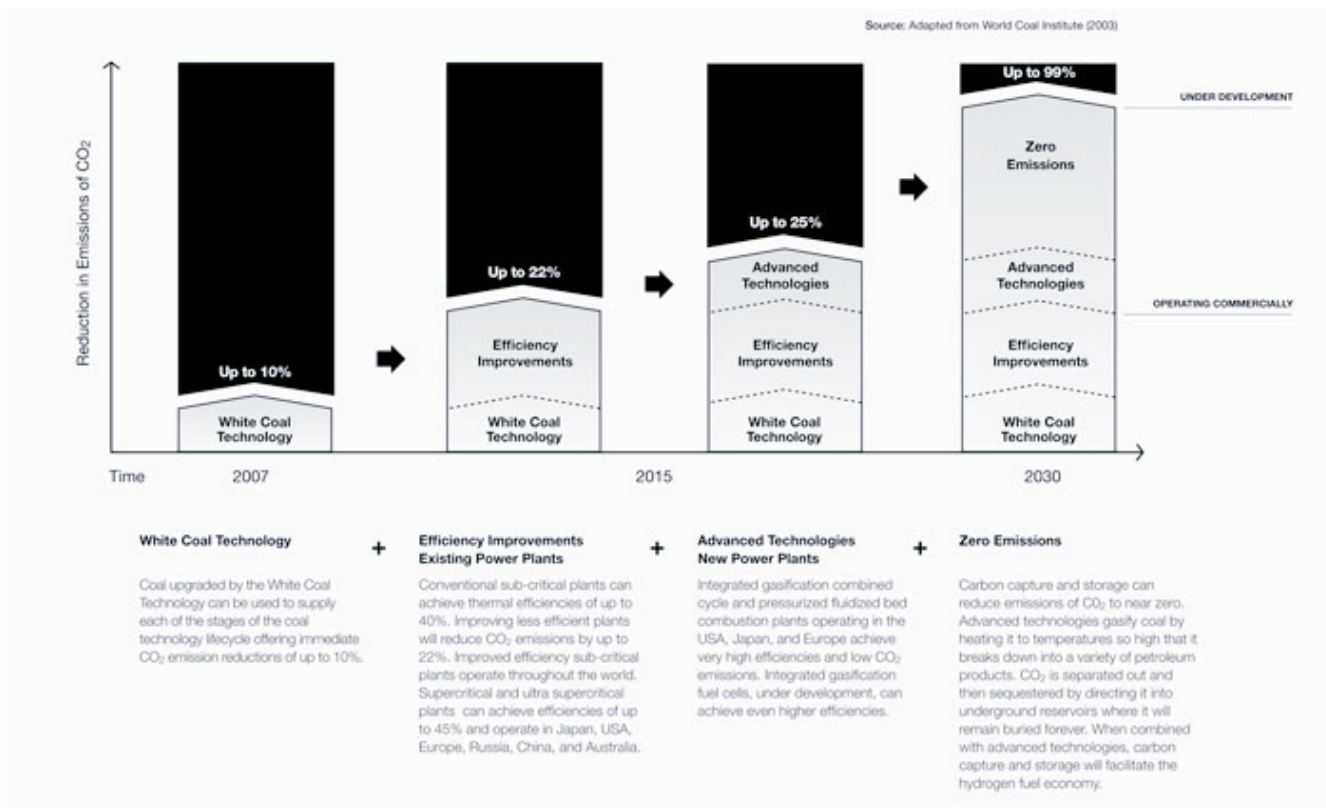 Source: Adapted from World Coal Institute (2003)
Reduction in Emissions of CO₂
Up to 10%
White Coal
Technology
Up to 22%
Efficiency
Improvements
White Coal
Technology
Up to 25%
Advanced
Technologies
Efficiency
Improvements
White Coal
Technology
Up to 99%
Zero
Emissions
Advanced
Technologies
Efficiency
Improvements
White Coal
Technology
UNDER DEVELOPMENT
OPERATING COMMERCIALLY
Time
2007
2015
2030
White Coal Technology
Coal upgraded by the White Coal
Technology can be used to supply
each of the stages of the coal
technology lifecycle offering immediate
CO₂ emission reductions of up to 10%.
+
Efficiency Improvements
Existing Power Plants
Conventional sub-critical plants can
achieve thermal efficiencies of up to
40%. Improving less efficient plants
will reduce CO₂ emissions by up to
22%. Improved efficiency sub-critical
plants operate throughout the world.
Supercritical and ultra supercritical
plants can achieve efficiencies of up
to 45% and operate in Japan, USA,
Europe, Russia, China, and Australia.
+
Advanced Technologies
New Power Plants
Integrated gasification combined
cycle and pressurized fluidized bed
combustion plants operating in the
USA, Japan, and Europe achieve
very high efficiencies and low CO₂
emissions. Integrated gasification
fuel cells, under development, can
achieve even higher efficiencies.
+
Zero Emissions
Carbon capture and storage can
reduce emissions of C0₂ to near zero.
Advanced technologies gasify coal by
heating it to temperatures so high that it
breaks down into a variety of petroleum
products. CO₂ is separated out and
then sequestered by directing it into
underground reservoirs where it will
remain buried forever. When combined
with advanced technologies, carbon
capture and storage will facilitate the
hydrogen fuel economy.